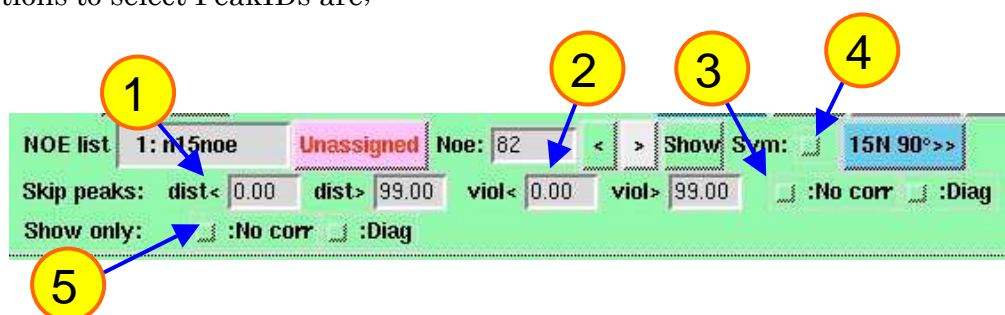 tions to select PeakIDs are,
1 2 3 4
NOE list 1: n15noe Unassigned Noe: 82 < > Show Sym: 15N 90°>>
Skip peaks: dist< 0.00 dist> 99.00 viol< 0.00 viol> 99.00 :No corr :Diag
Show only: :No corr :Diag
5